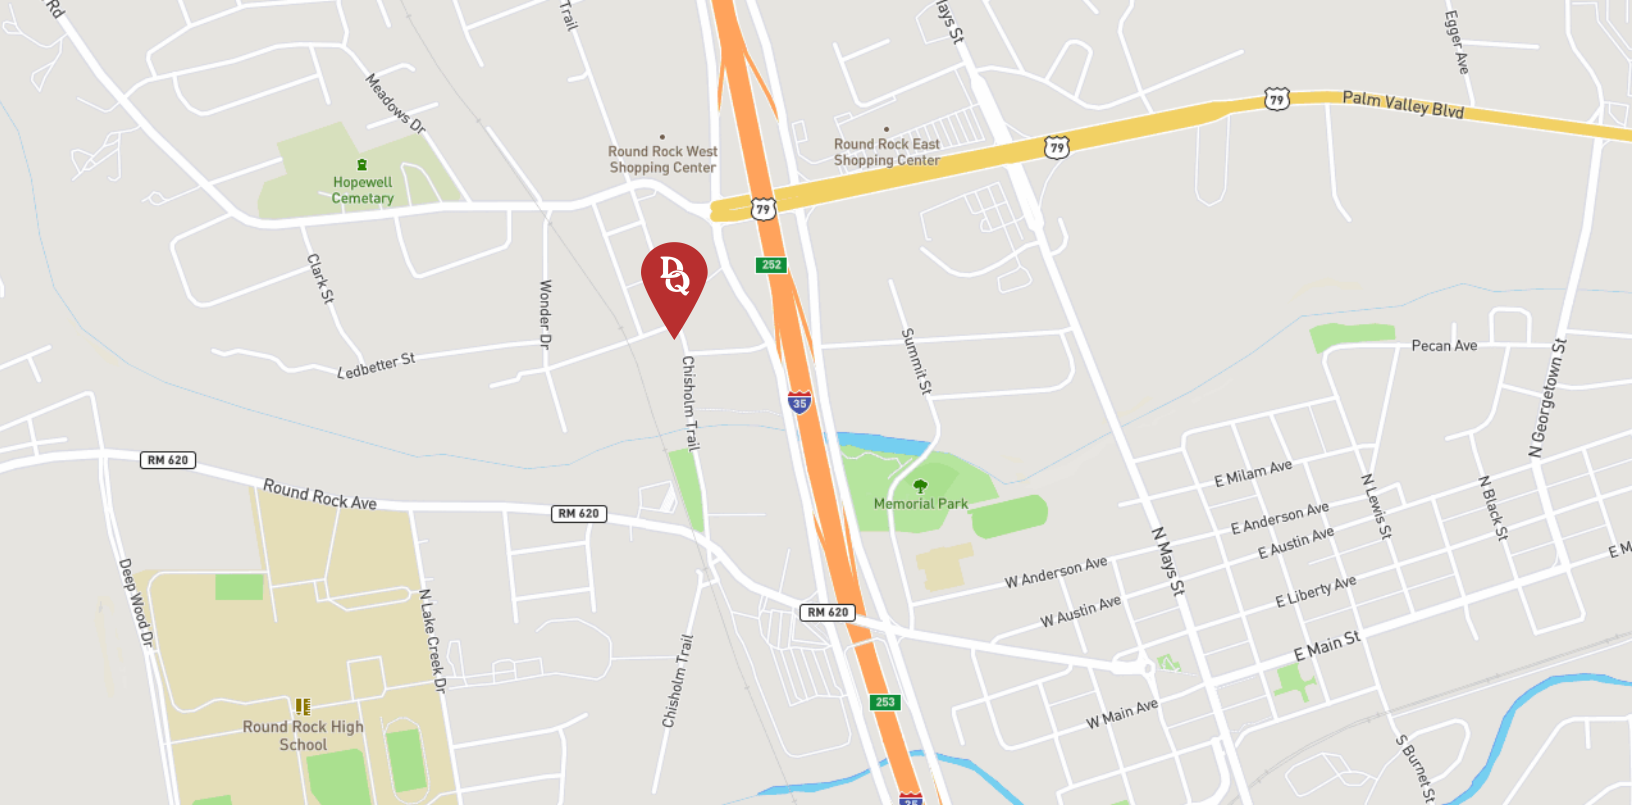 Rd
Trail
Mays St
Egger Ave
Meadows Dr
79
Palm Valley Blvd
79
Round Rock West
Shopping Center
Round Rock East
Shopping Center
Hopewell
Cemetary
79
252
DQ
Clark St
Wonder Dr
Ledbetter St
Summit St
Pecan Ave
N Georgetown St
Chisholm Trail
35
RM 620
Round Rock Ave
RM 620
Memorial Park
E Milam Ave
N Lewis St
N Black St
E Anderson Ave
E Austin Ave
N Mays St
E M
W Anderson Ave
E Liberty Ave
W Austin Ave
Deep Wood Dr
N Lake Creek Dr
RM 620
E Main St
Chisholm Trail
253
W Main Ave
Round Rock High
School
S Burnet St
35